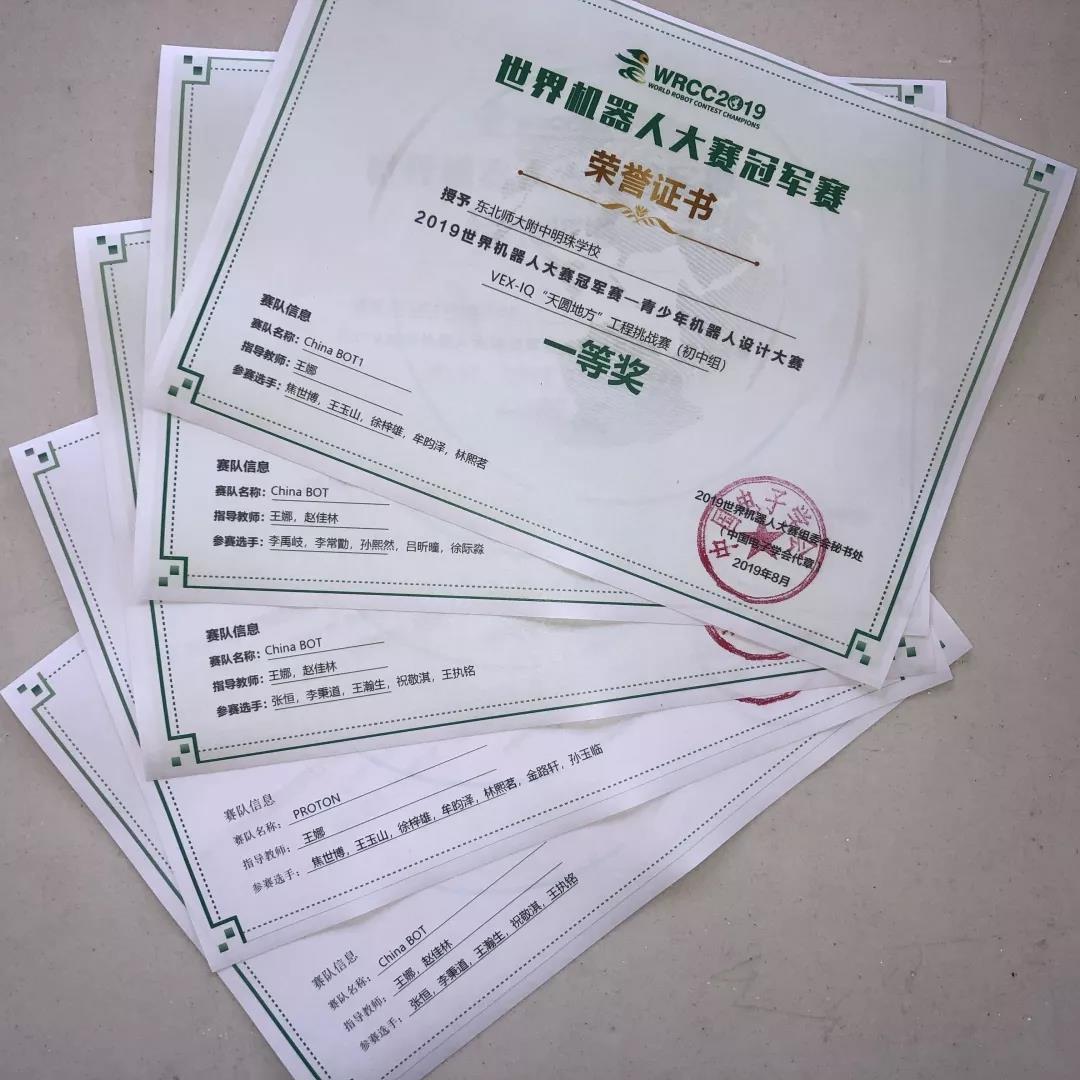 WRCC2019
WORLD ROBOT CONTEST CHAMPIONS
世界机器人大赛冠军赛
荣誉证书
授予 东北师大附中明珠学校
2019世界机器人大赛冠军赛—青少年机器人设计大赛
VEX-IQ“天圆地方”工程挑战赛（初中组）
一等奖
赛队信息
赛队名称：China BOT1
指导教师：王娜
参赛选手：焦世博，王玉山，徐梓雄，牟昀泽，林熙茗
2019世界机器人大赛组委会秘书处
（中国电子学会代章）
2019年8月
赛队信息
赛队名称：China BOT
指导教师：王娜，赵佳林
参赛选手：李禹岐，李常勷，孙熙然，吕昕曈，徐际淼
赛队信息
赛队名称：China BOT
指导教师：王娜，赵佳林
参赛选手：张恒，李秉道，王瀚生，祝敬淇，王执铭
赛队信息
赛队名称：PROTON
指导教师：王娜
参赛选手：焦世博，王玉山，徐梓雄，牟昀泽，林熙茗，金路轩，孙玉临
赛队信息
赛队名称：China BOT
指导教师：王娜，赵佳林
参赛选手：张恒，李秉道，王瀚生，祝敬淇，王执铭